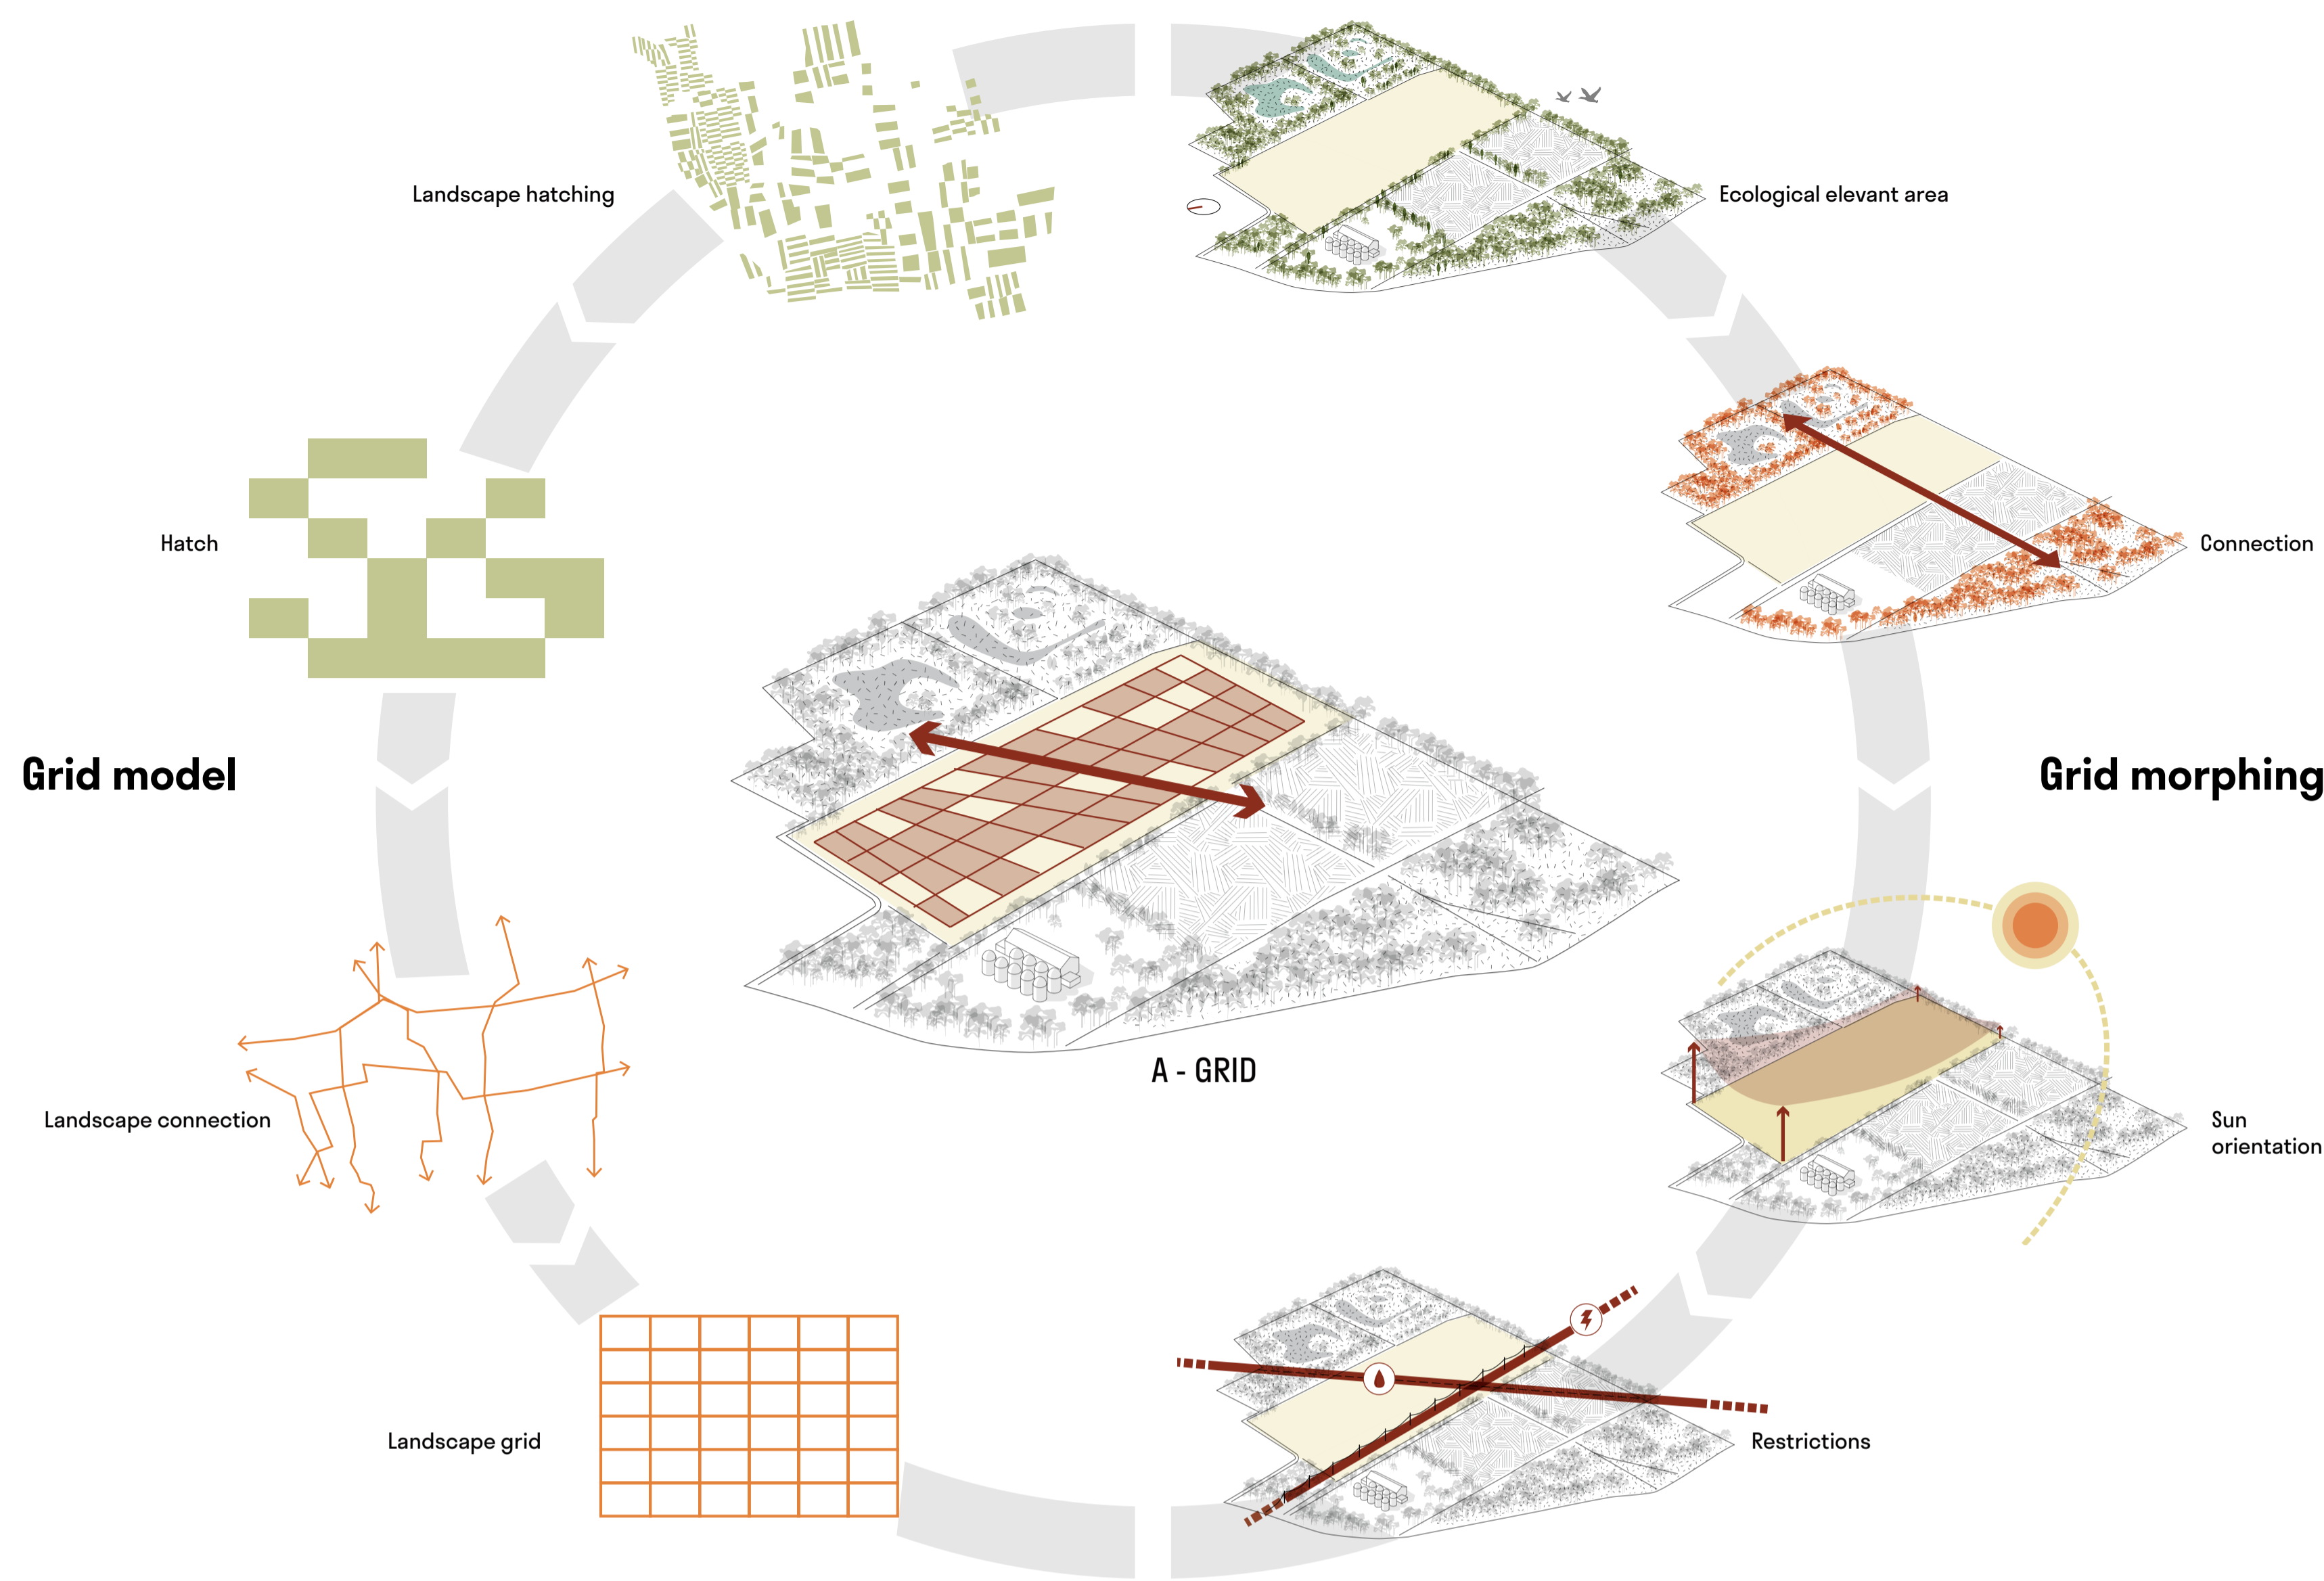 Landscape hatching
Ecological elevant area
Hatch
Connection
Grid model
Grid morphing
A - GRID
Landscape connection
Sun
orientation
Landscape grid
Restrictions